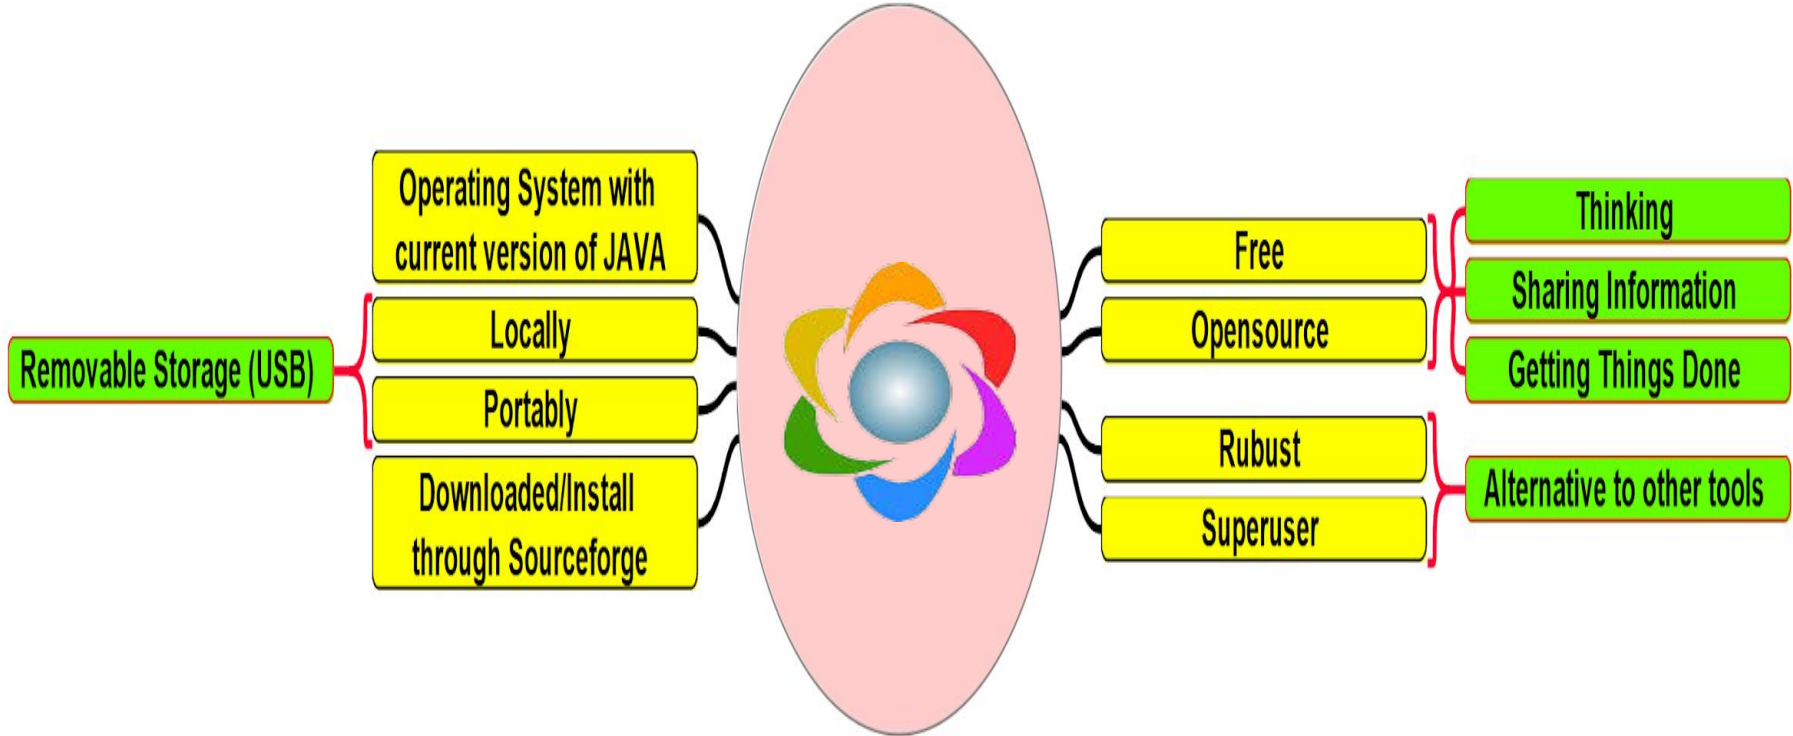 Operating System with
current version of JAVA
Locally
Removable Storage (USB)
Portably
Downloaded/Install
through Sourceforge
Free
Opensource
Thinking
Sharing Information
Getting Things Done
Rubust
Superuser
Alternative to other tools